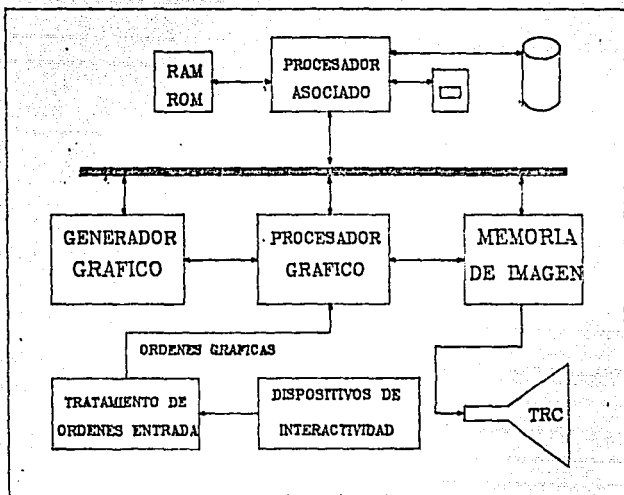 RAM
ROM
PROCESADOR
ASOCIADO
GENERADOR
GRAFICO
PROCESADOR
GRAFICO
MEMORIA
DE IMAGEN
ORDENES GRAFICAS
TRATAMIENTO DE
ORDENES ENTRADA
DISPOSITIVOS DE
INTERACTIVIDAD
TRC